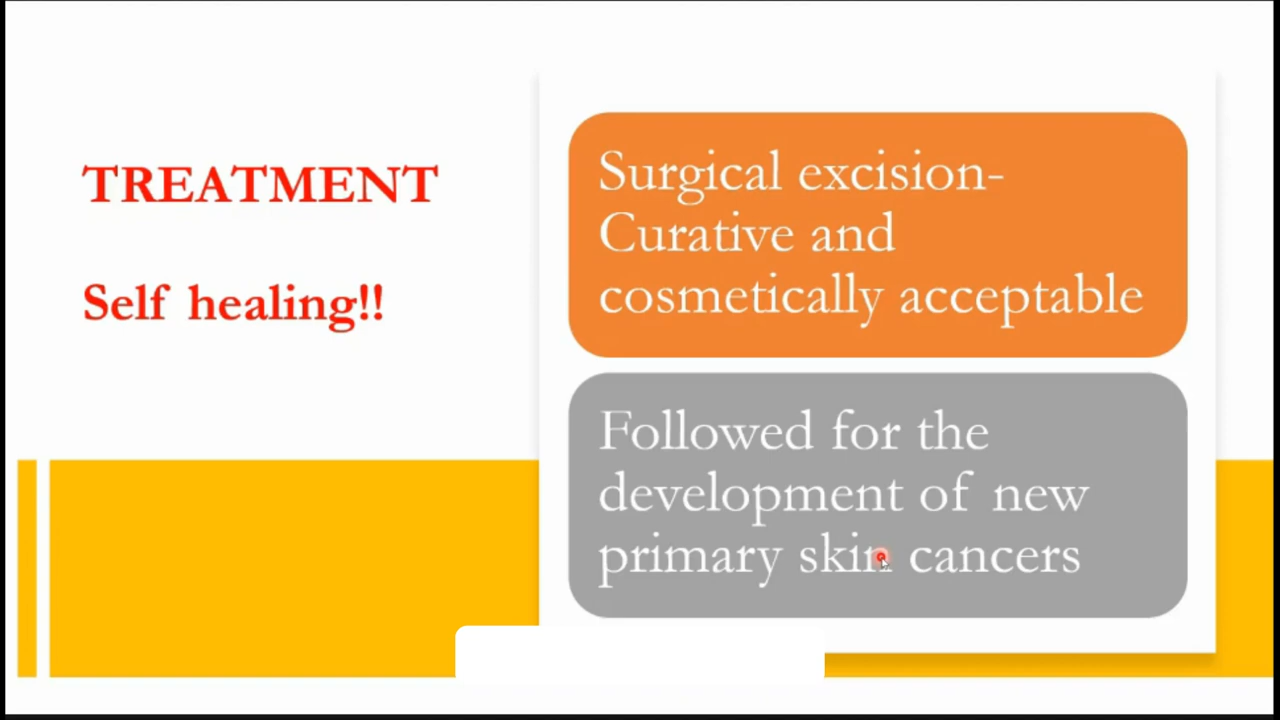 TREATMENT
Self healing!!
Surgical excision-
Curative and
cosmetically acceptable
Followed for the
development of new
primary skin cancers